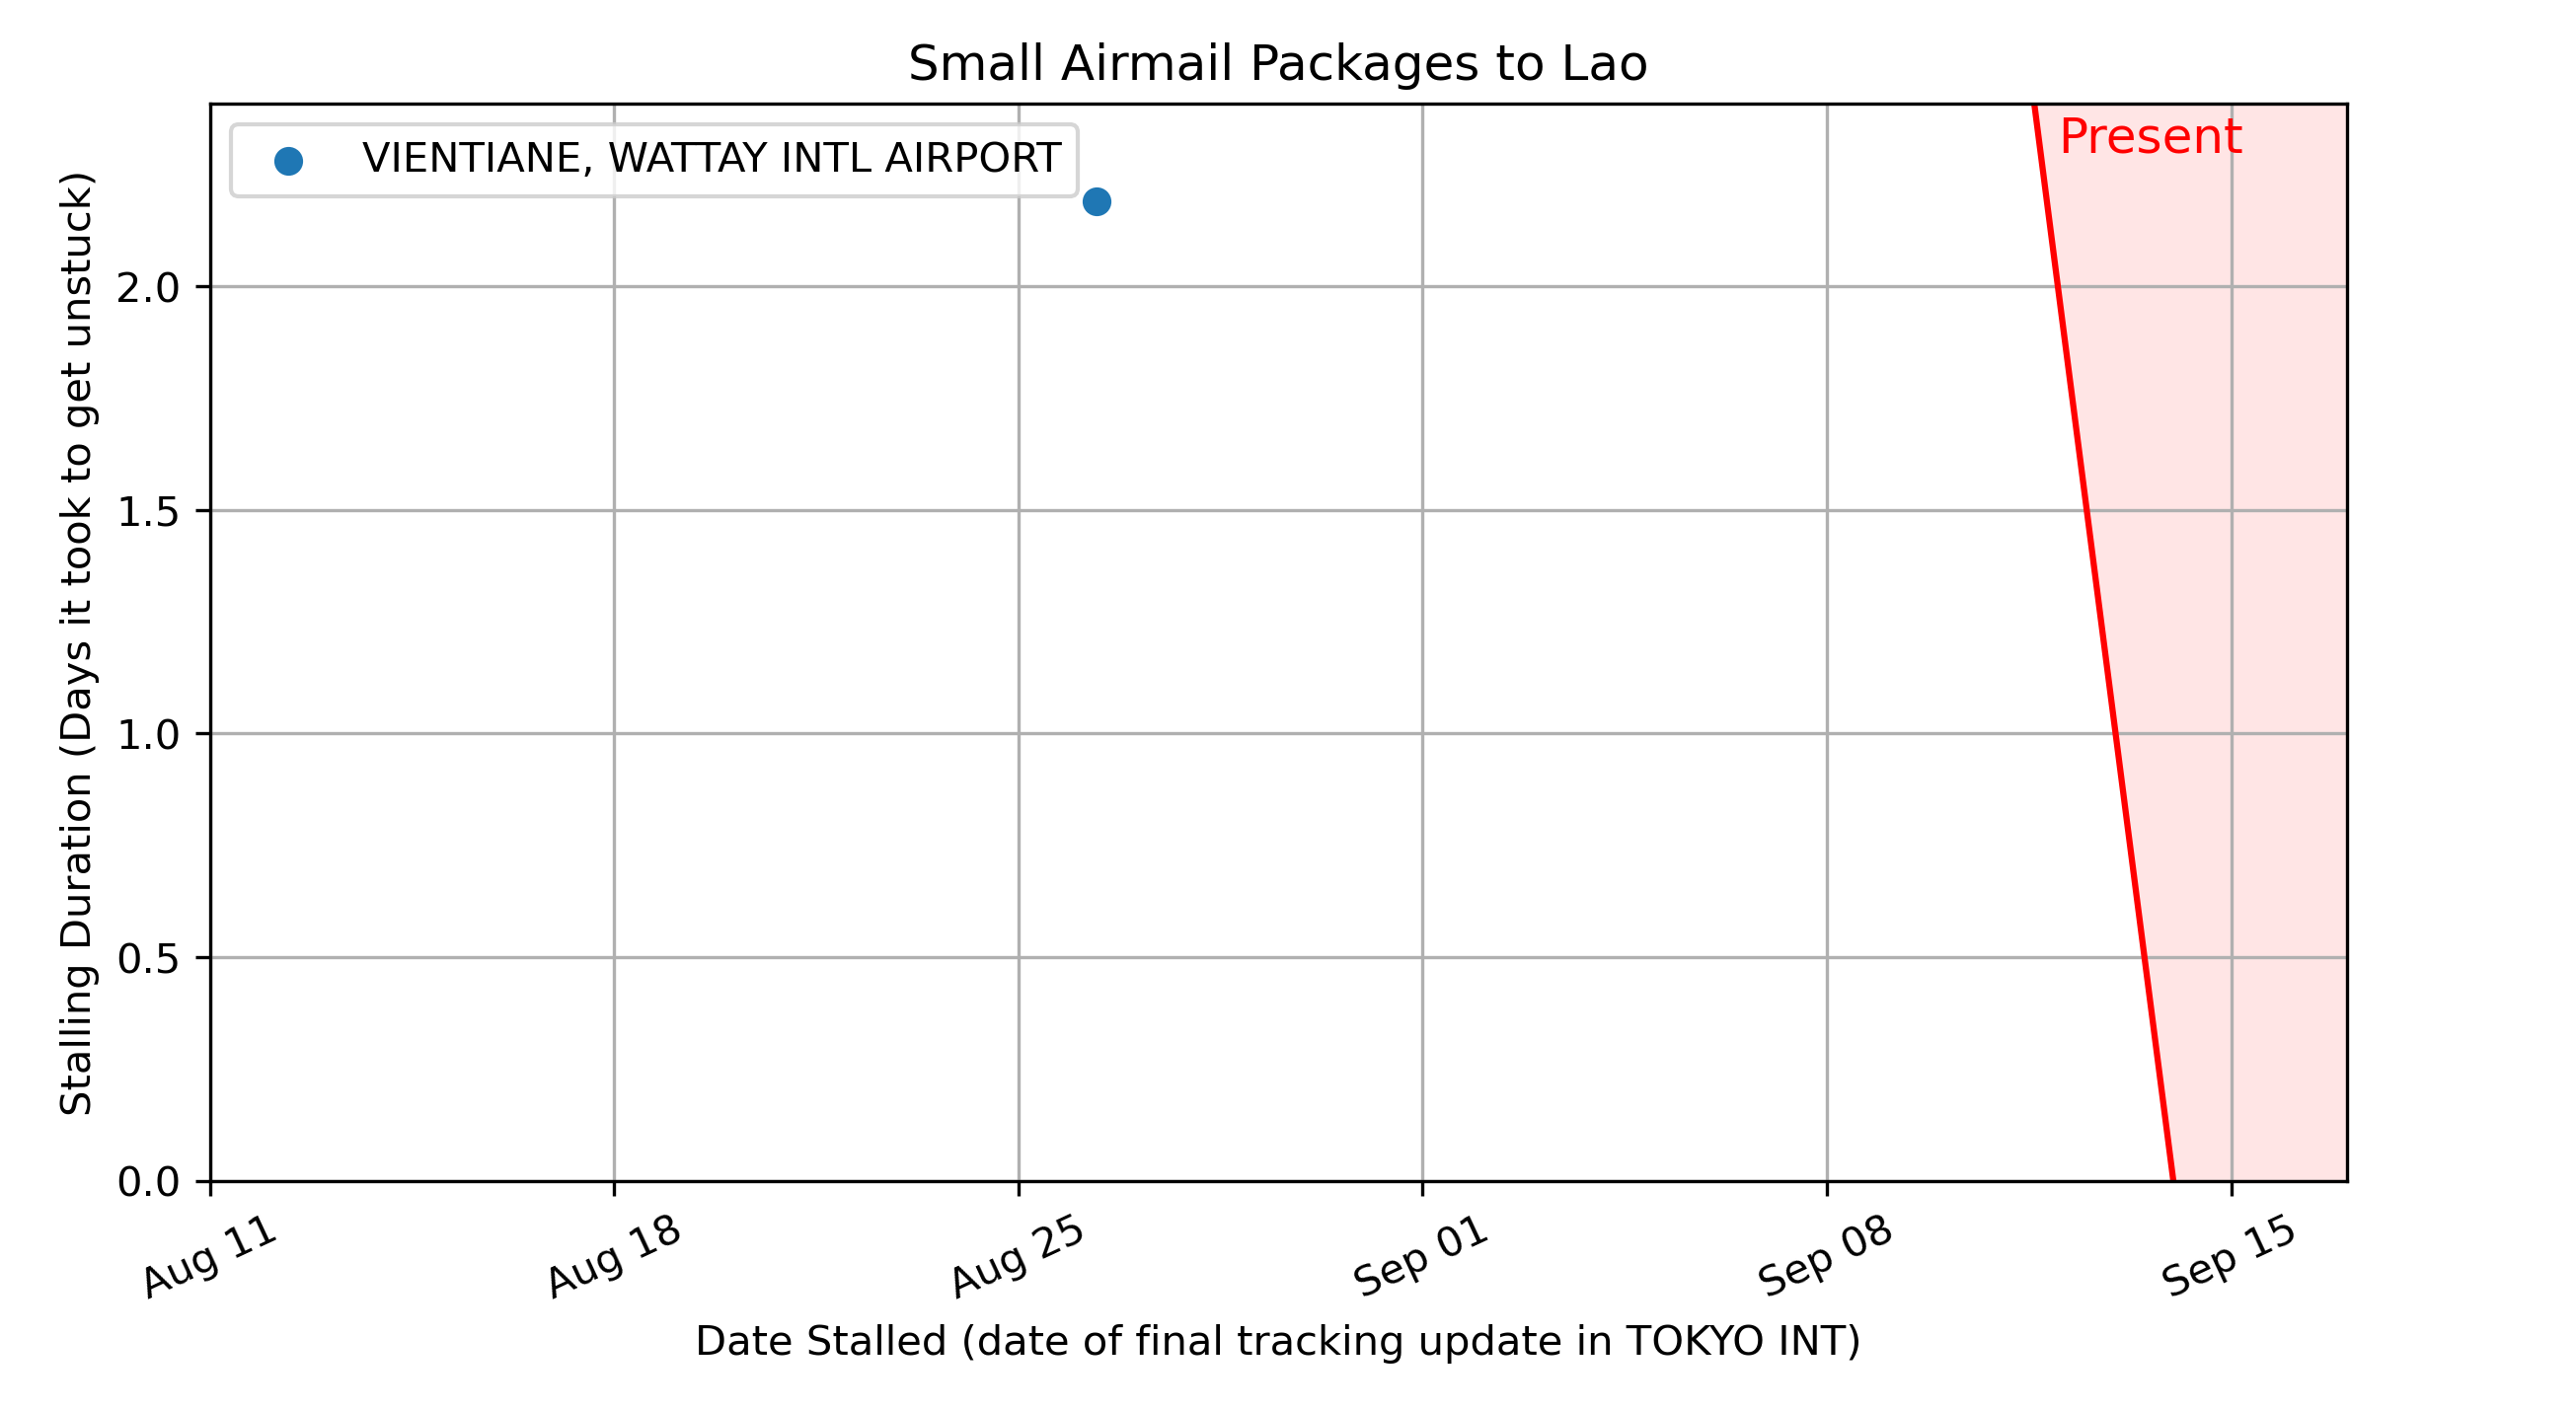 Small Airmail Packages to Lao
VIENTIANE, WATTAY INTL AIRPORT
Present
Stalling Duration (Days it took to get unstuck)
2.0
1.5
1.0
0.5
0.0
Aug 11
Aug 18
Aug 25
Sep 01
Sep 08
Sep 15
Date Stalled (date of final tracking update in TOKYO INT)